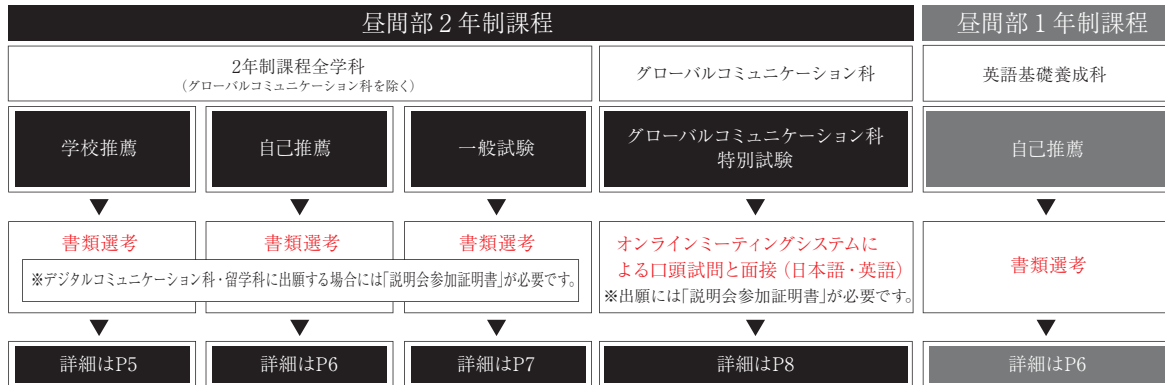 昼間部2年制課程
昼間部1年制課程
2年制課程全学科
(グローバルコミュニケーション科を除く)
グローバルコミュニケーション科
英語基礎養成科
学校推薦
自己推薦
一般試験
グローバルコミュニケーション科
特別試験
自己推薦
▼
▼
▼
▼
▼
書類選考
書類選考
書類選考
※デジタルコミュニケーション科・留学科に出願する場合には「説明会参加証明書」が必要です。
オンラインミーティングシステムに
よる口頭試問と面接(日本語・英語)
※出願には「説明会参加証明書」が必要です。
書類選考
▼
▼
▼
▼
▼
詳細はP5
詳細はP6
詳細はP7
詳細はP8
詳細はP6